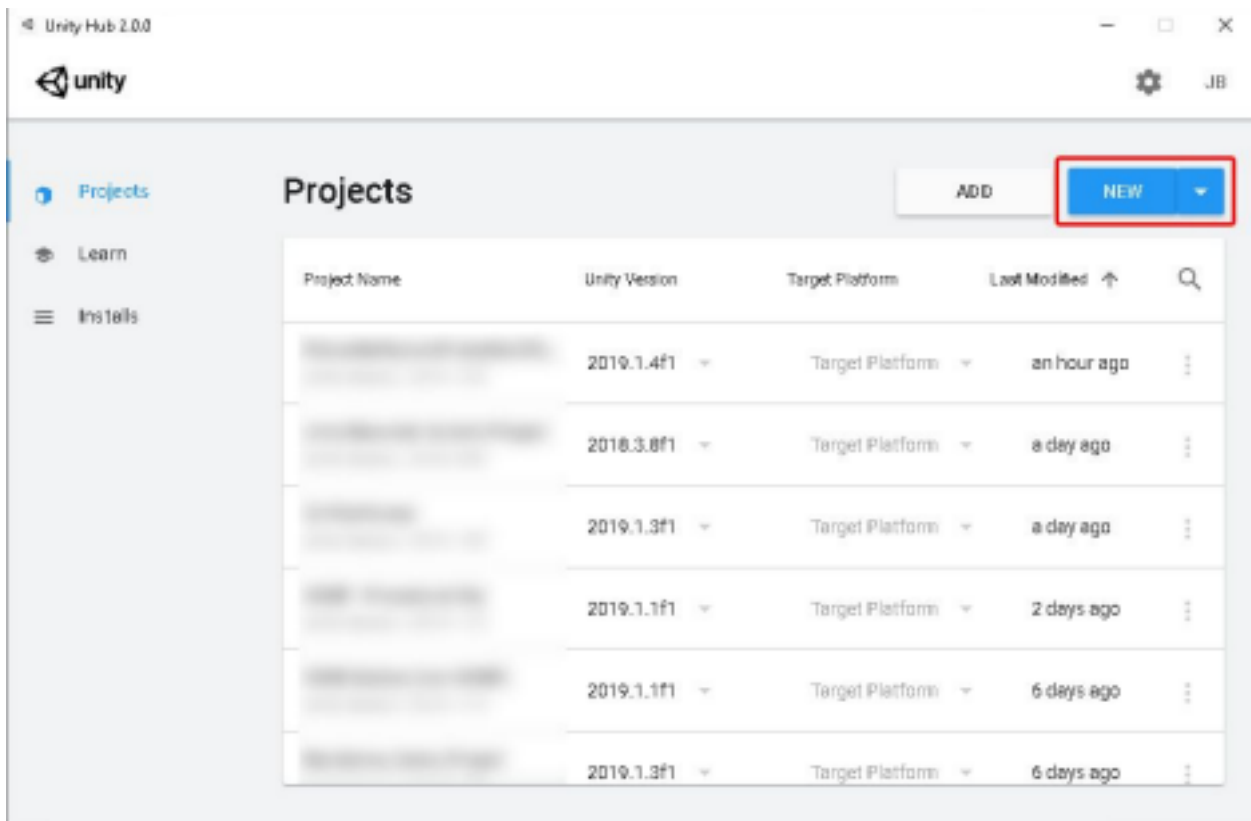 Unity Hub 2.0.0
unity
JB
Projects
Learn
Installs
Projects
ADD
NEW
Project Name Unity Version Target Platform Last Modified
2019.1.4f1 Target Platform an hour ago
2018.3.8f1 Target Platform a day ago
2019.1.3f1 Target Platform a day ago
2019.1.1f1 Target Platform 2 days ago
2019.1.1f1 Target Platform 6 days ago
2019.1.3f1 Target Platform 6 days ago